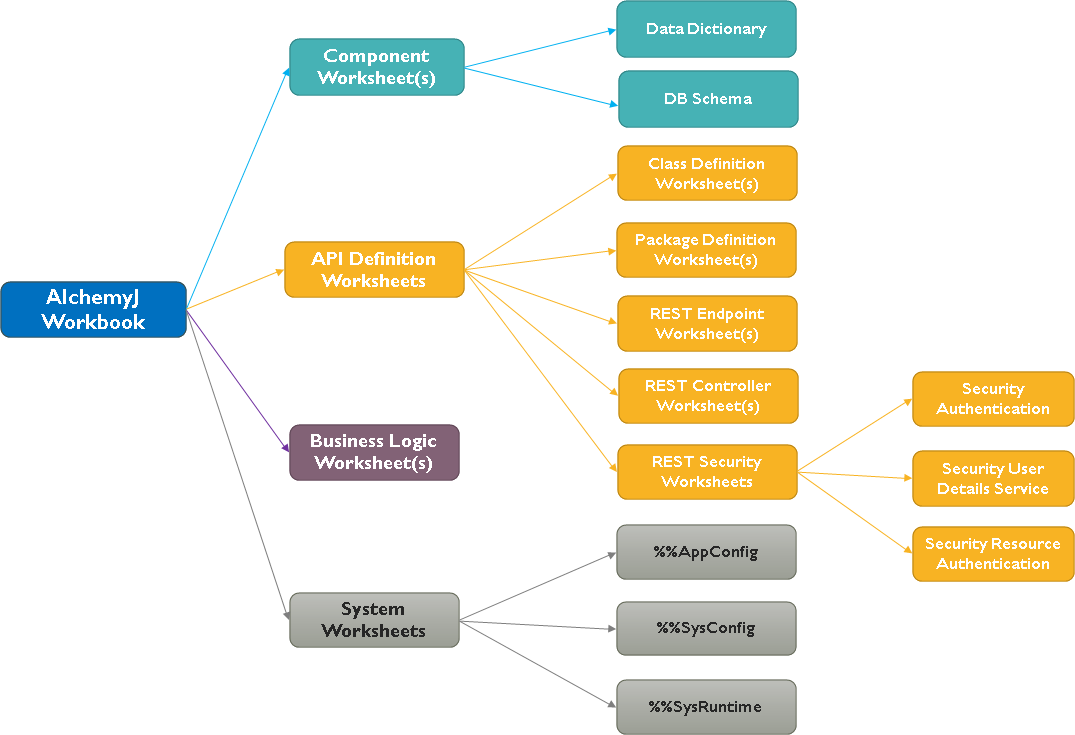 AlchemyJ
Workbook
Component
Worksheet(s)
Data Dictionary
DB Schema
API Definition
Worksheets
Class Definition
Worksheet(s)
Package Definition
Worksheet(s)
REST Endpoint
Worksheet(s)
REST Controller
Worksheet(s)
REST Security
Worksheets
Security
Authentication
Security User
Details Service
Security Resource
Authentication
Business Logic
Worksheet(s)
System
Worksheets
%%AppConfig
%%SysConfig
%%SysRuntime